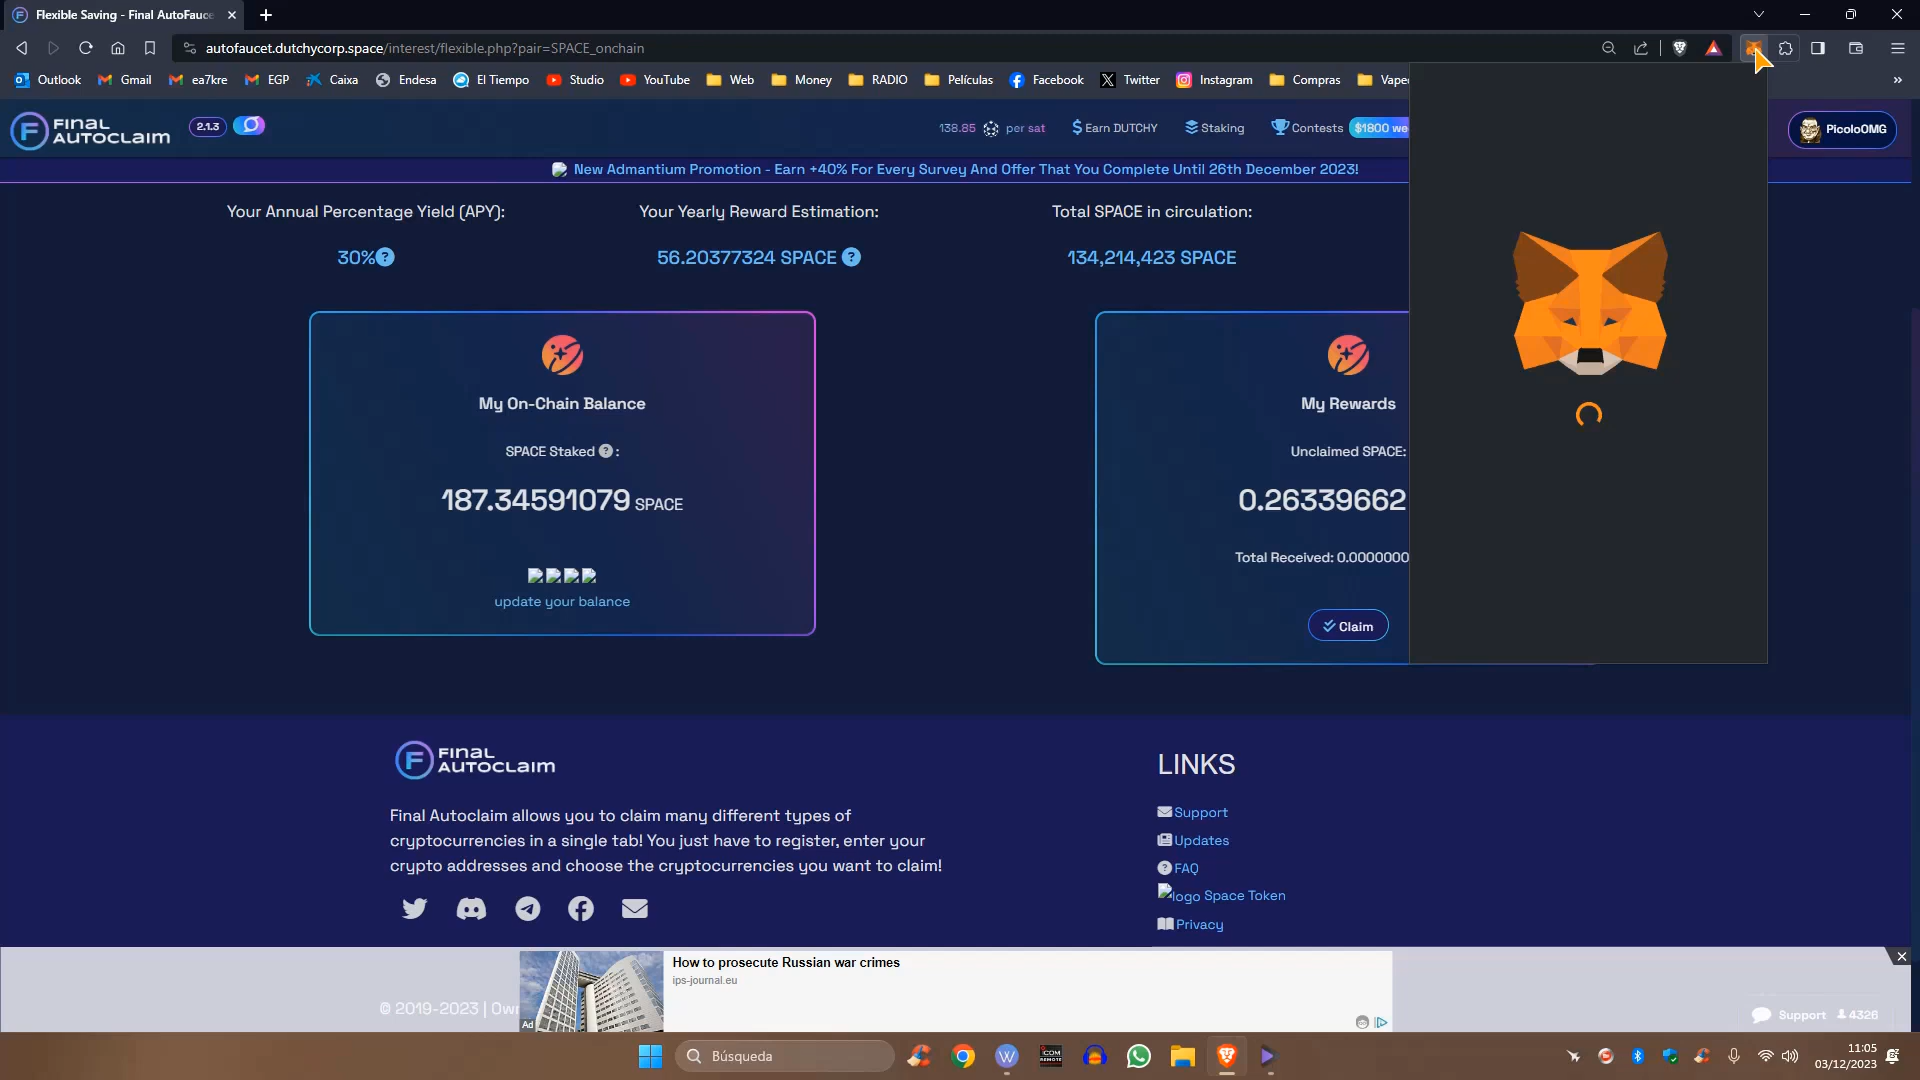 Flexible Saving - Final AutoFauce
autofaucet.dutchycorp.space/interest/flexible.php?pair=SPACE_onchain
Outlook
Gmail
ea7kre
EGP
Caixa
Endesa
El Tiempo
Studio
YouTube
Web
Money
RADIO
Películas
Facebook
Twitter
Instagram
Compras
Vape
»
FINAL
AUTOCLAIM
2.1.3
138.85 per sat
Earn DUTCHY
Staking
Contests
$1800 we
PicoloOMG
New Admantium Promotion - Earn +40% For Every Survey And Offer That You Complete Until 26th December 2023!
Your Annual Percentage Yield (APY):
30%?
Your Yearly Reward Estimation:
56.20377324 SPACE ?
Total SPACE in circulation:
134,214,423 SPACE
My On-Chain Balance
SPACE Staked ? :
187.34591079 SPACE
update your balance
My Rewards
Unclaimed SPACE:
0.26339662
Total Received: 0.0000000
Claim
FINAL
AUTOCLAIM
Final Autoclaim allows you to claim many different types of
cryptocurrencies in a single tab! You just have to register, enter your
crypto addresses and choose the cryptocurrencies you want to claim!
LINKS
Support
Updates
FAQ
logo Space Token
Privacy
© 2019-2023 | Own
How to prosecute Russian war crimes
ips-journal.eu
Ad
Support 4326
Búsqueda
ICOM
REMOTE
11:05
03/12/2023